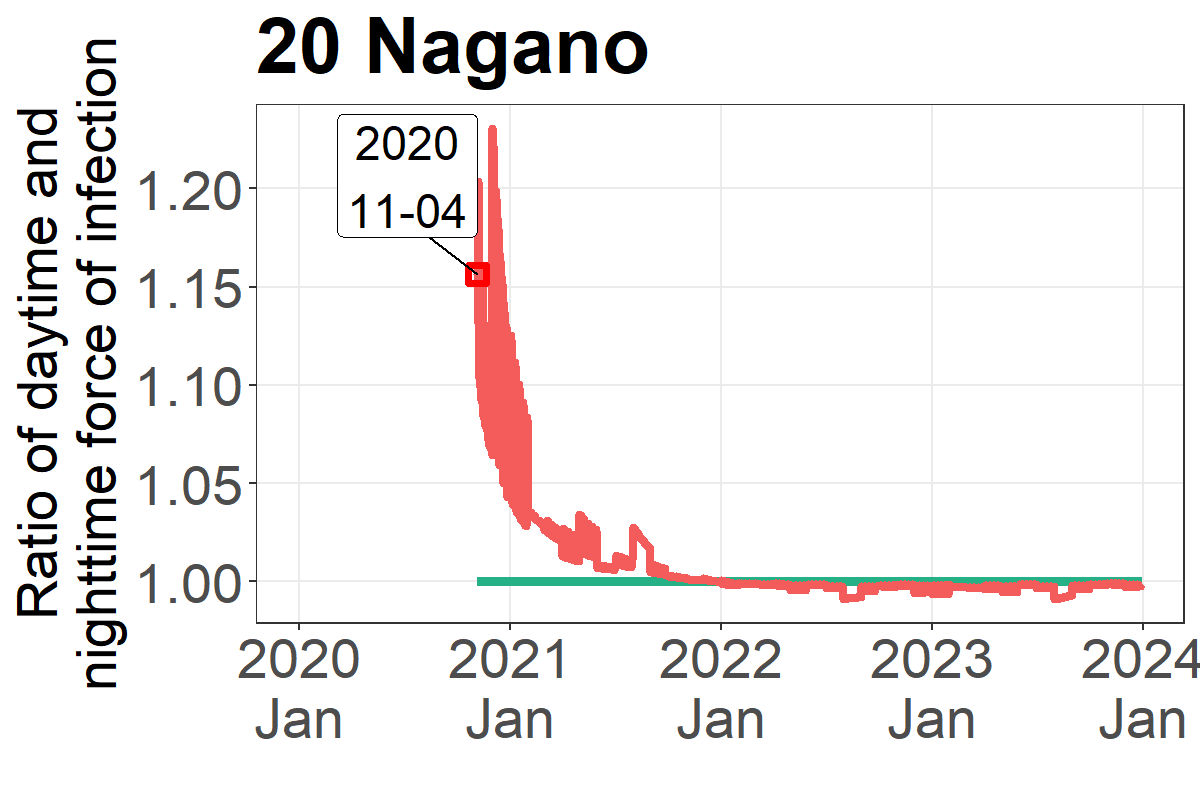 20 Nagano
Ratio of daytime and
nighttime force of infection
1.20
1.15
1.10
1.05
1.00
2020
11-04
2020
Jan
2021
Jan
2022
Jan
2023
Jan
2024
Jan